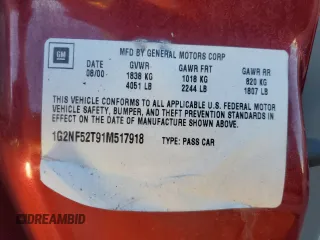 GM
MFD BY GENERAL MOTORS CORP
DATE GVWR GAWR FRT GAWR RR
08/00 1838 KG 1018 KG 820 KG
4051 LB 2244 LB 1807 LB
THIS VEHICLE CONFORMS TO ALL APPLICABLE U.S. FEDERAL MOTOR
VEHICLE SAFETY, BUMPER, AND THEFT PREVENTION STANDARDS
IN EFFECT ON THE DATE OF MANUFACTURE SHOWN ABOVE.
1G2NF52T91M517918 TYPE: PASS CAR
DREAMBID